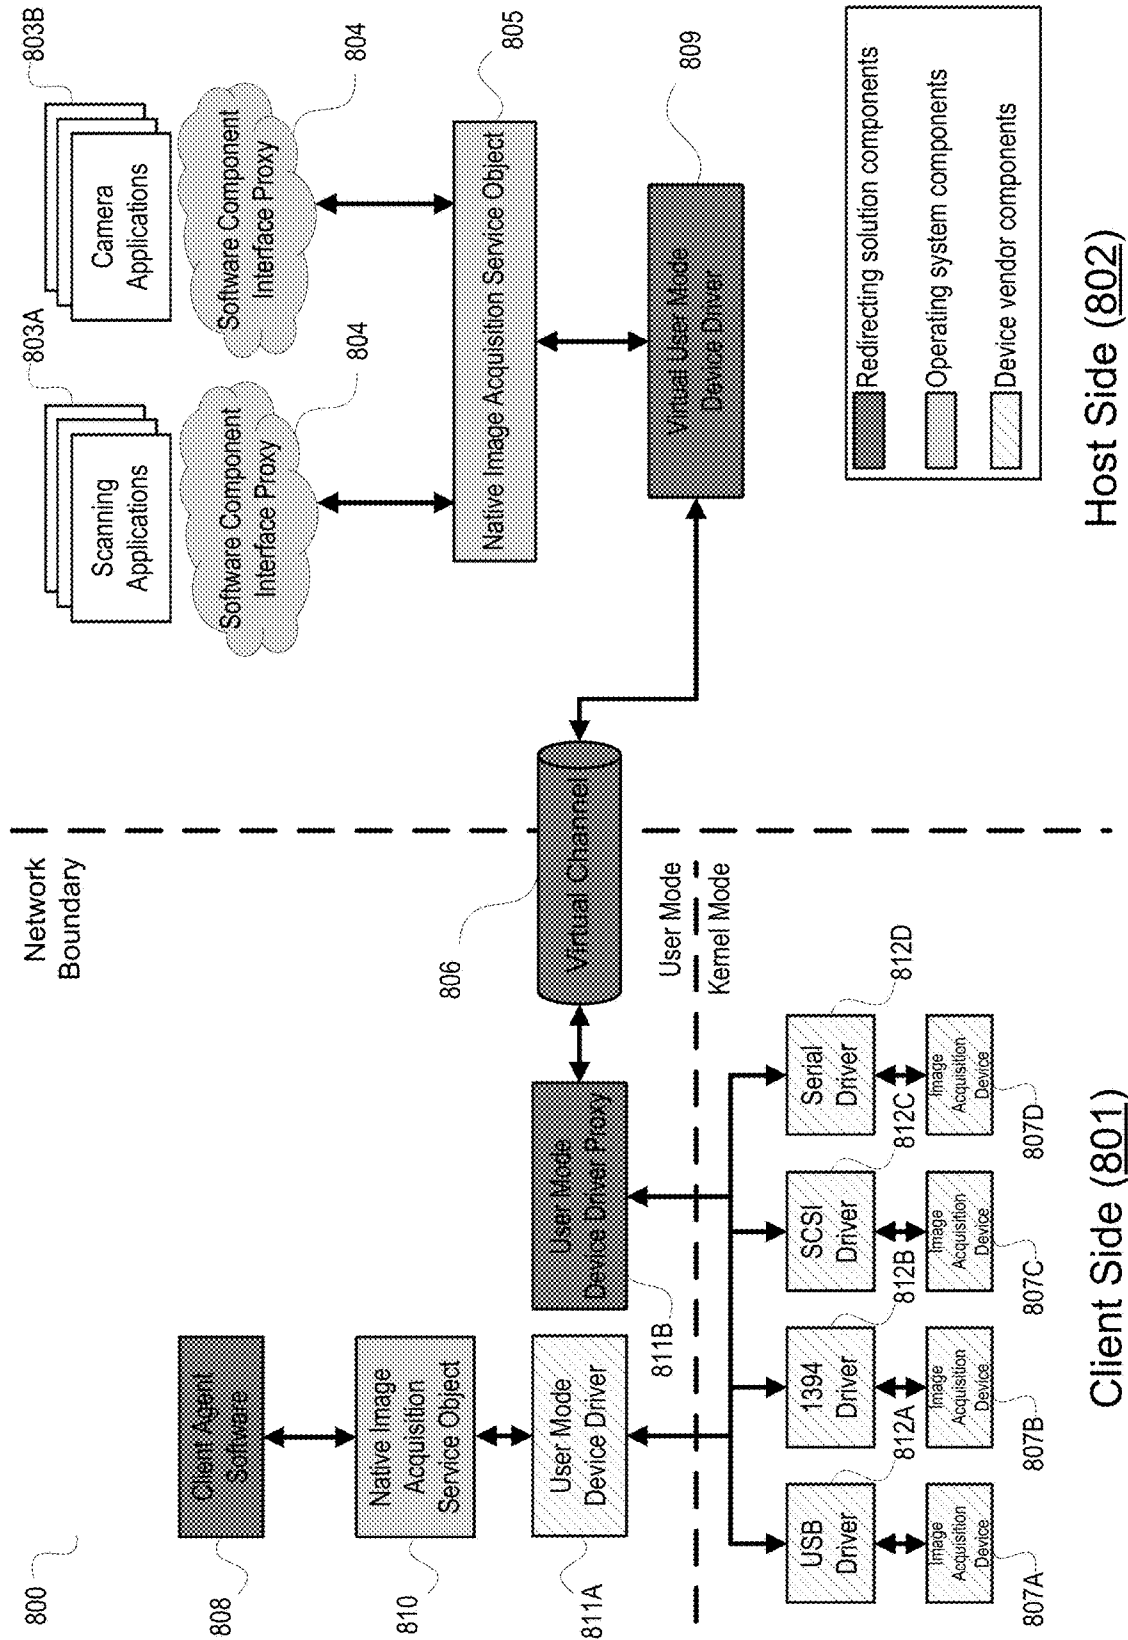 800
Network
Boundary
803A
803B
Scanning
Applications
Camera
Applications
808
Client Agent
Software
Software Component
Interface Proxy
804
Software Component
Interface Proxy
804
810
Native Image
Acquisition
Service Object
806
Native Image Acquisition Service Object
805
811A
User Mode
Device Driver
811B
User Mode
Device Driver Proxy
Virtual Channel
Virtual User Mode
Device Driver
809
User Mode
Kernel Mode
USB
Driver
812A
1394
Driver
812B
SCSI
Driver
812C
Serial
Driver
812D
Image
Acquisition
Device
Image
Acquisition
Device
Image
Acquisition
Device
Image
Acquisition
Device
807A
807B
807C
807D
Redirecting solution components
Operating system components
Device vendor components
Client Side (801)
Host Side (802)